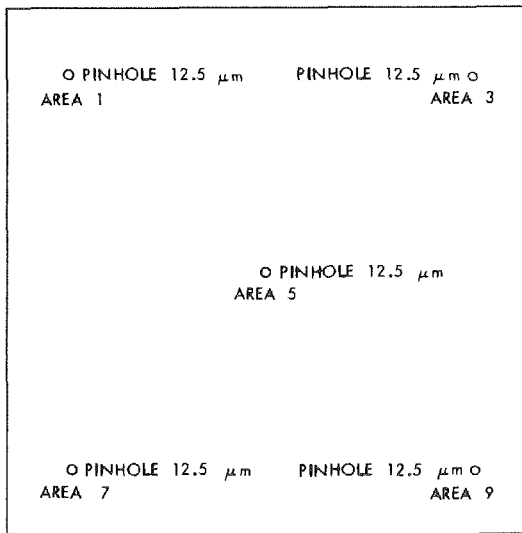 O PINHOLE 12.5 μm PINHOLE 12.5 μm O
AREA 1 AREA 3
O PINHOLE 12.5 μm
AREA 5
O PINHOLE 12.5 μm PINHOLE 12.5 μm O
AREA 7 AREA 9